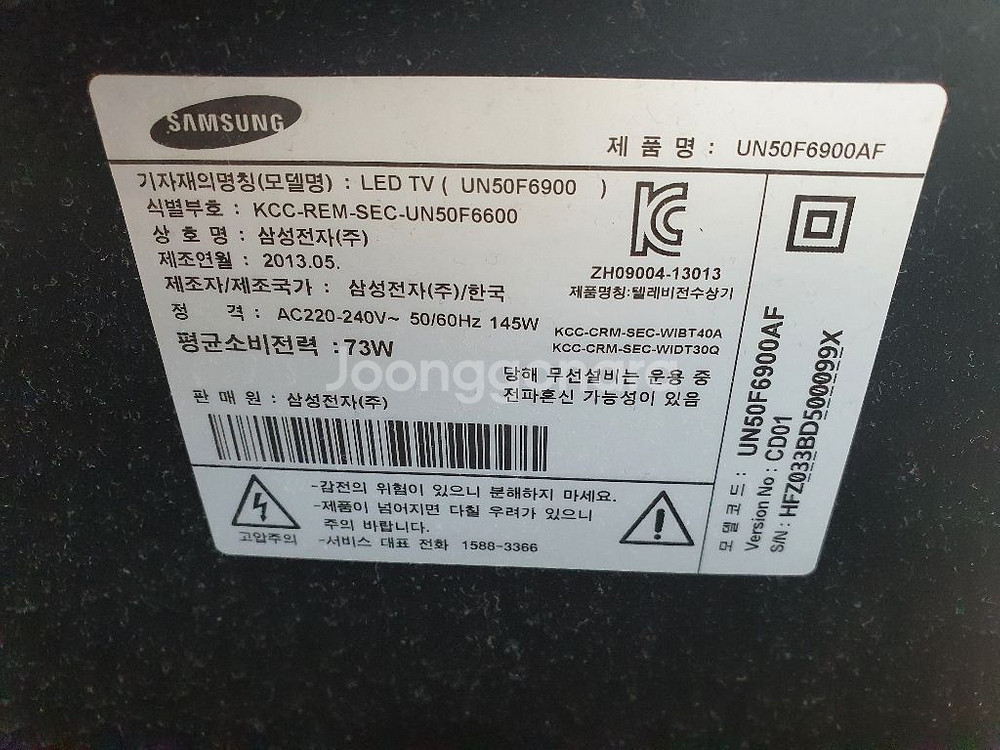 SAMSUNG
제 품 명 : UN50F6900AF
기자재의명칭(모델명) : LED TV ( UN50F6900 )
식별부호 : KCC-REM-SEC-UN50F6600
상 호 명 : 삼성전자(주)
제조연월 : 2013.05.
제조자/제조국가 : 삼성전자(주)/한국
정 격 : AC220-240V~ 50/60Hz 145W
평균소비전력 :73W
판 매 원 : 삼성전자(주)
ZH09004-13013
제품명칭:텔레비전수상기
KCC-CRM-SEC-WIBT40A
KCC-CRM-SEC-WIDT30Q
당해 무선설비는 운용 중
전파혼신 가능성이 있음
Joonggonara
고압주의
-감전의 위험이 있으니 분해하지 마세요.
-제품이 넘어지면 다칠 우려가 있으니
주의 바랍니다.
-서비스 대표 전화 1588-3366
모델코드 : UN50F6900AF
Version No : CD01
S/N : HFZ033BD500099X